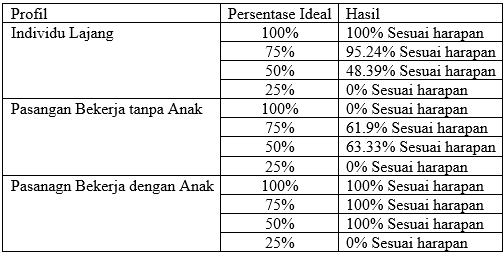 Profil Persentase Ideal Hasil
Individu Lajang 100% 100% Sesuai harapan
75% 95.24% Sesuai harapan
50% 48.39% Sesuai harapan
25% 0% Sesuai harapan
Pasangan Bekerja tanpa Anak 100% 0% Sesuai harapan
75% 61.9% Sesuai harapan
50% 63.33% Sesuai harapan
25% 0% Sesuai harapan
Pasanagn Bekerja dengan Anak 100% 100% Sesuai harapan
75% 100% Sesuai harapan
50% 100% Sesuai harapan
25% 0% Sesuai harapan